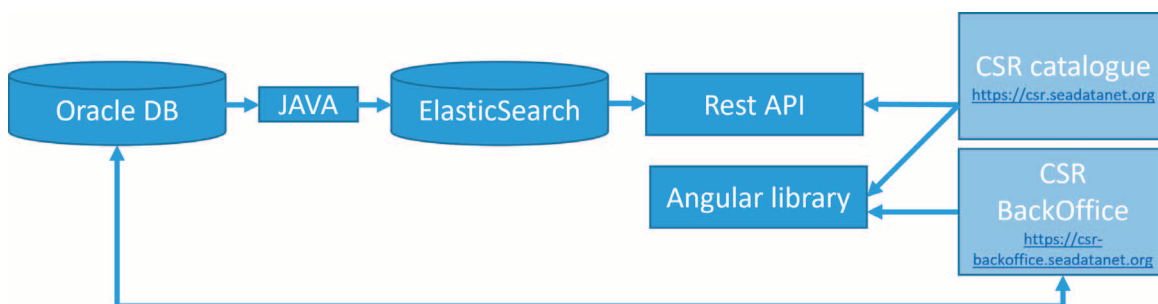 Oracle DB
JAVA
ElasticSearch
Rest API
CSR catalogue
https://csr.seadatanet.org
Angular library
CSR
BackOffice
https://csr-
backoffice.seadatanet.org